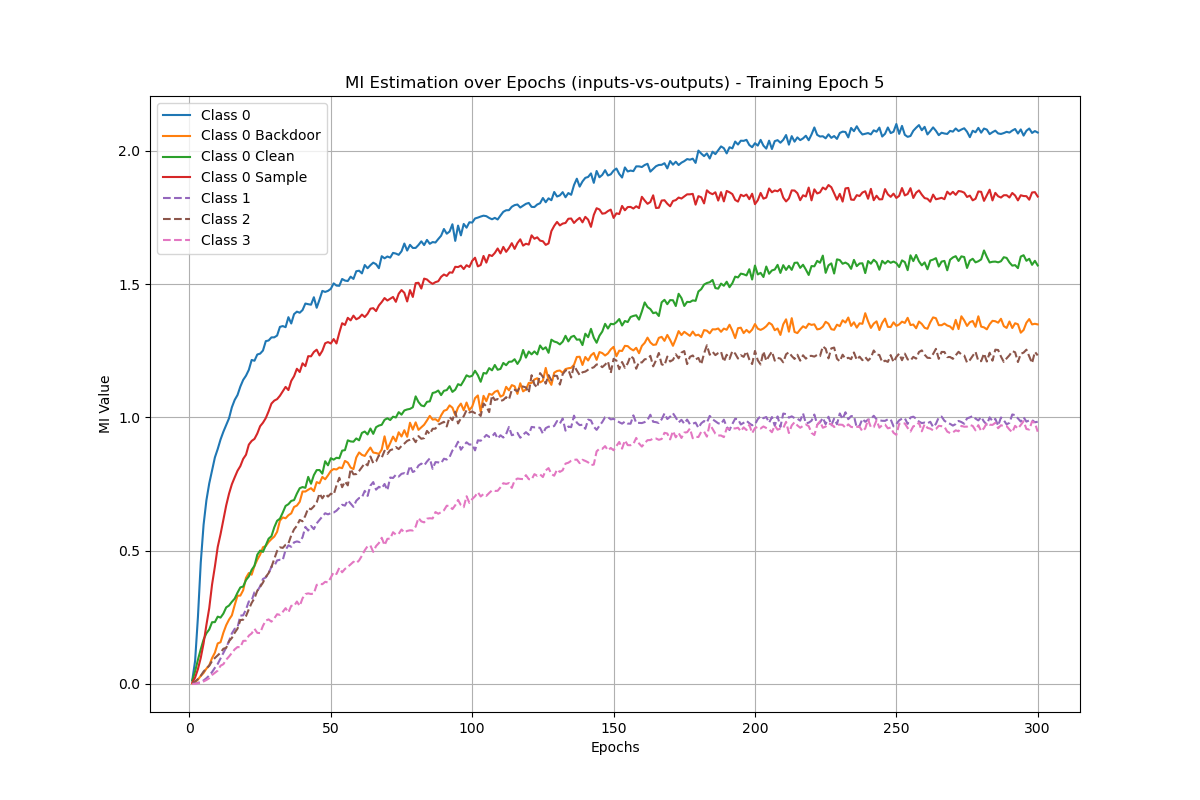 MI Estimation over Epochs (inputs-vs-outputs) - Training Epoch 5
Class 0
Class 0 Backdoor
Class 0 Clean
Class 0 Sample
Class 1
Class 2
Class 3
MI Value
2.0
1.5
1.0
0.5
0.0
0 50 100 150 200 250 300
Epochs